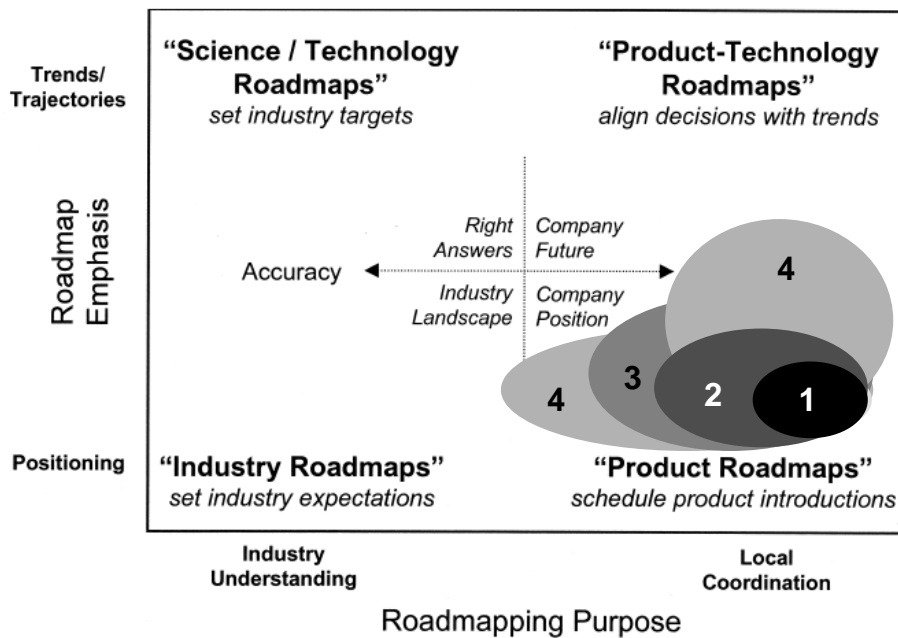 “Science / Technology
Roadmaps”
set industry targets
“Product-Technology
Roadmaps”
align decisions with trends
Trends/
Trajectories
Roadmap
Emphasis
Right
Answers
Company
Future
Accuracy
Industry
Landscape
Company
Position
4
3
2
1
4
Positioning
“Industry Roadmaps”
set industry expectations
“Product Roadmaps”
schedule product introductions
Industry
Understanding
Local
Coordination
Roadmapping Purpose